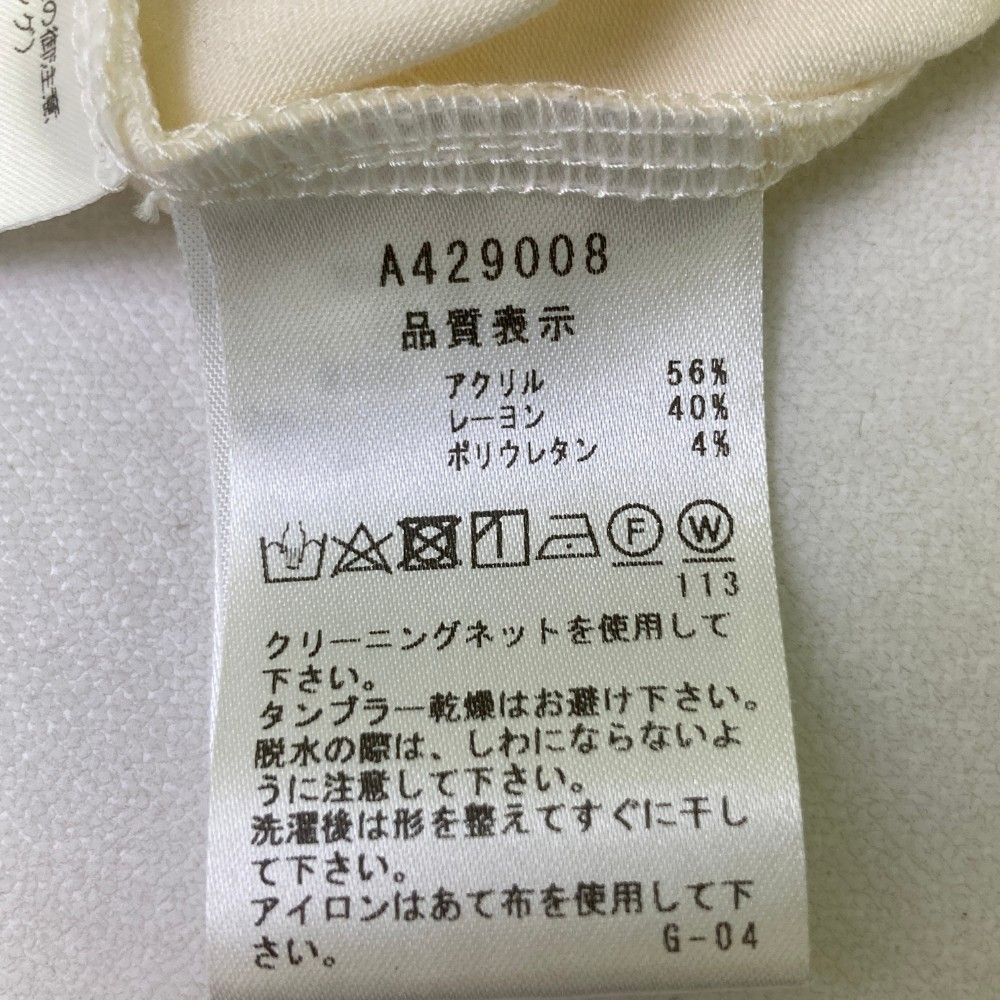 の御注意
A429008
品質表示
アクリル 56%
レーヨン 40%
ポリウレタン 4%
F W
113
クリーニングネットを使用して
下さい。
タンブラー乾燥はお避け下さい。
脱水の際は、しわにならないよ
うに注意して下さい。
洗濯後は形を整えてすぐに干し
て下さい。
アイロンはあて布を使用して下
さい。 G-04